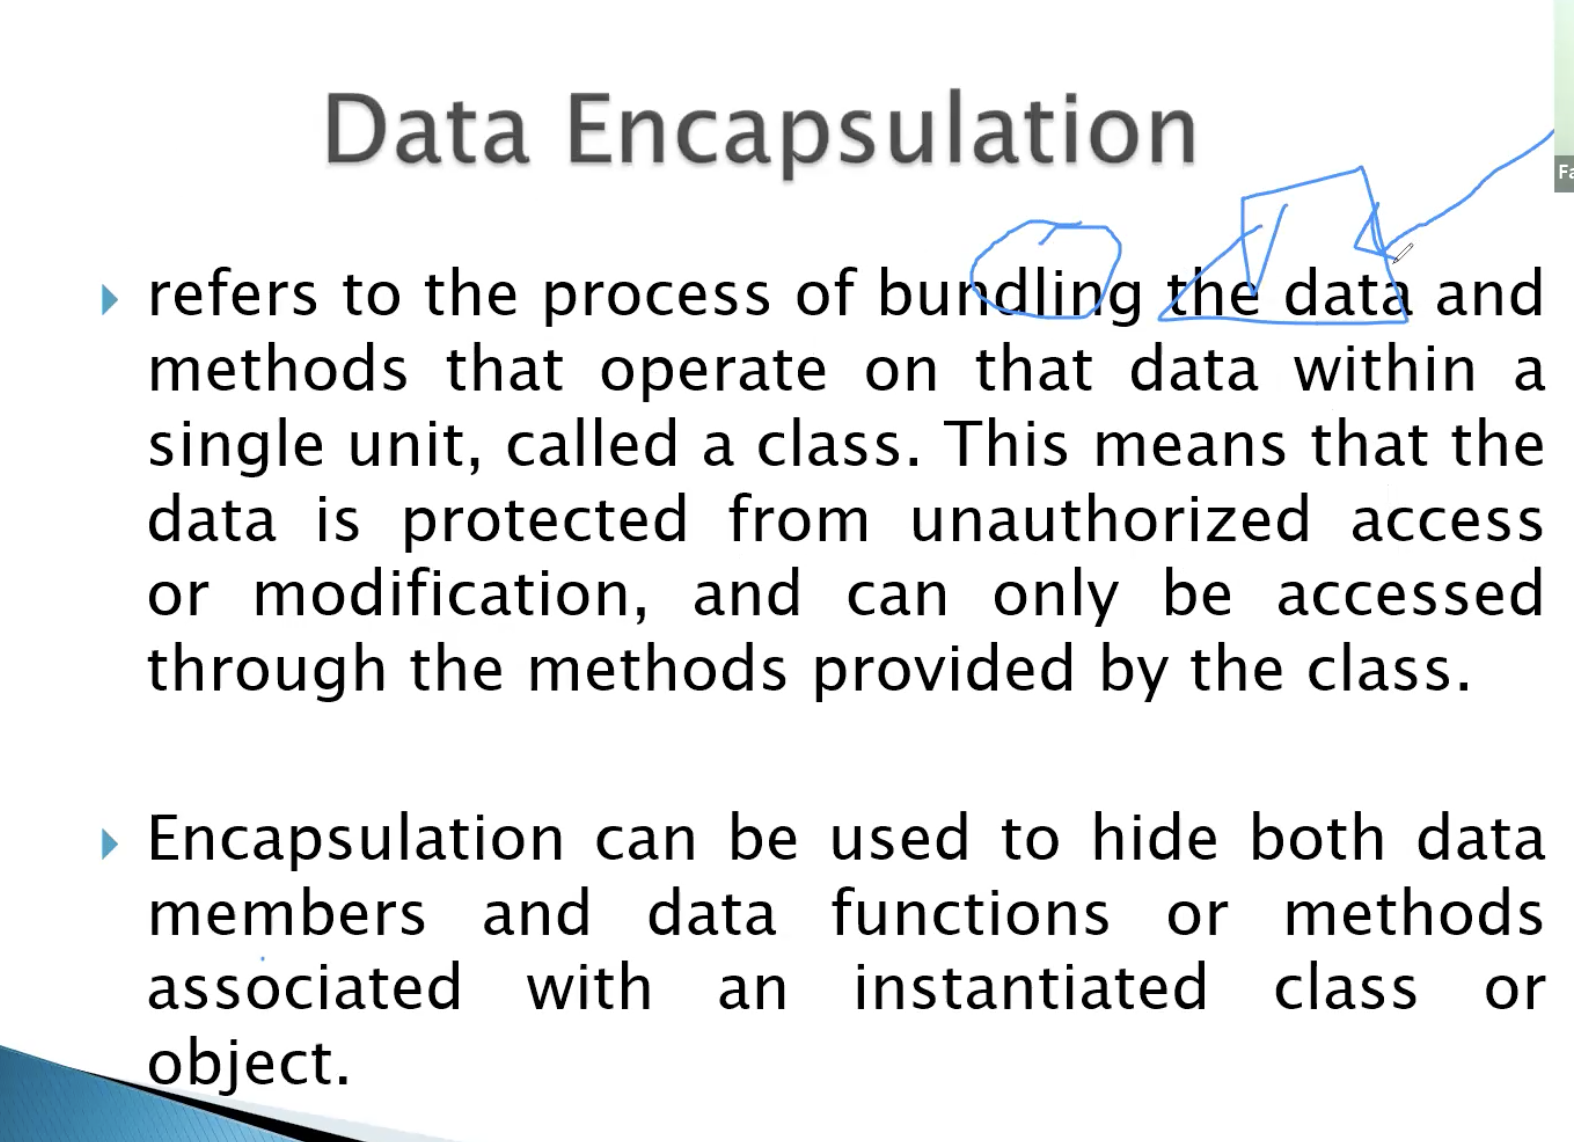 Data Encapsulation
Fa
refers to the process of bundling the data and
methods that operate on that data within a
single unit, called a class. This means that the
data is protected from unauthorized access
or modification, and can only be accessed
through the methods provided by the class.
Encapsulation can be used to hide both data
members and data functions or methods
associated with an instantiated class or
object.